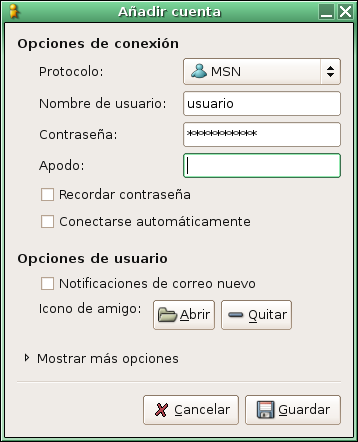 Añadir cuenta
Opciones de conexión
Protocolo: MSN
Nombre de usuario: usuario
Contraseña: **********
Apodo:
Recordar contraseña
Conectarse automáticamente
Opciones de usuario
Notificaciones de correo nuevo
Icono de amigo: Abrir Quitar
Mostrar más opciones
Cancelar Guardar